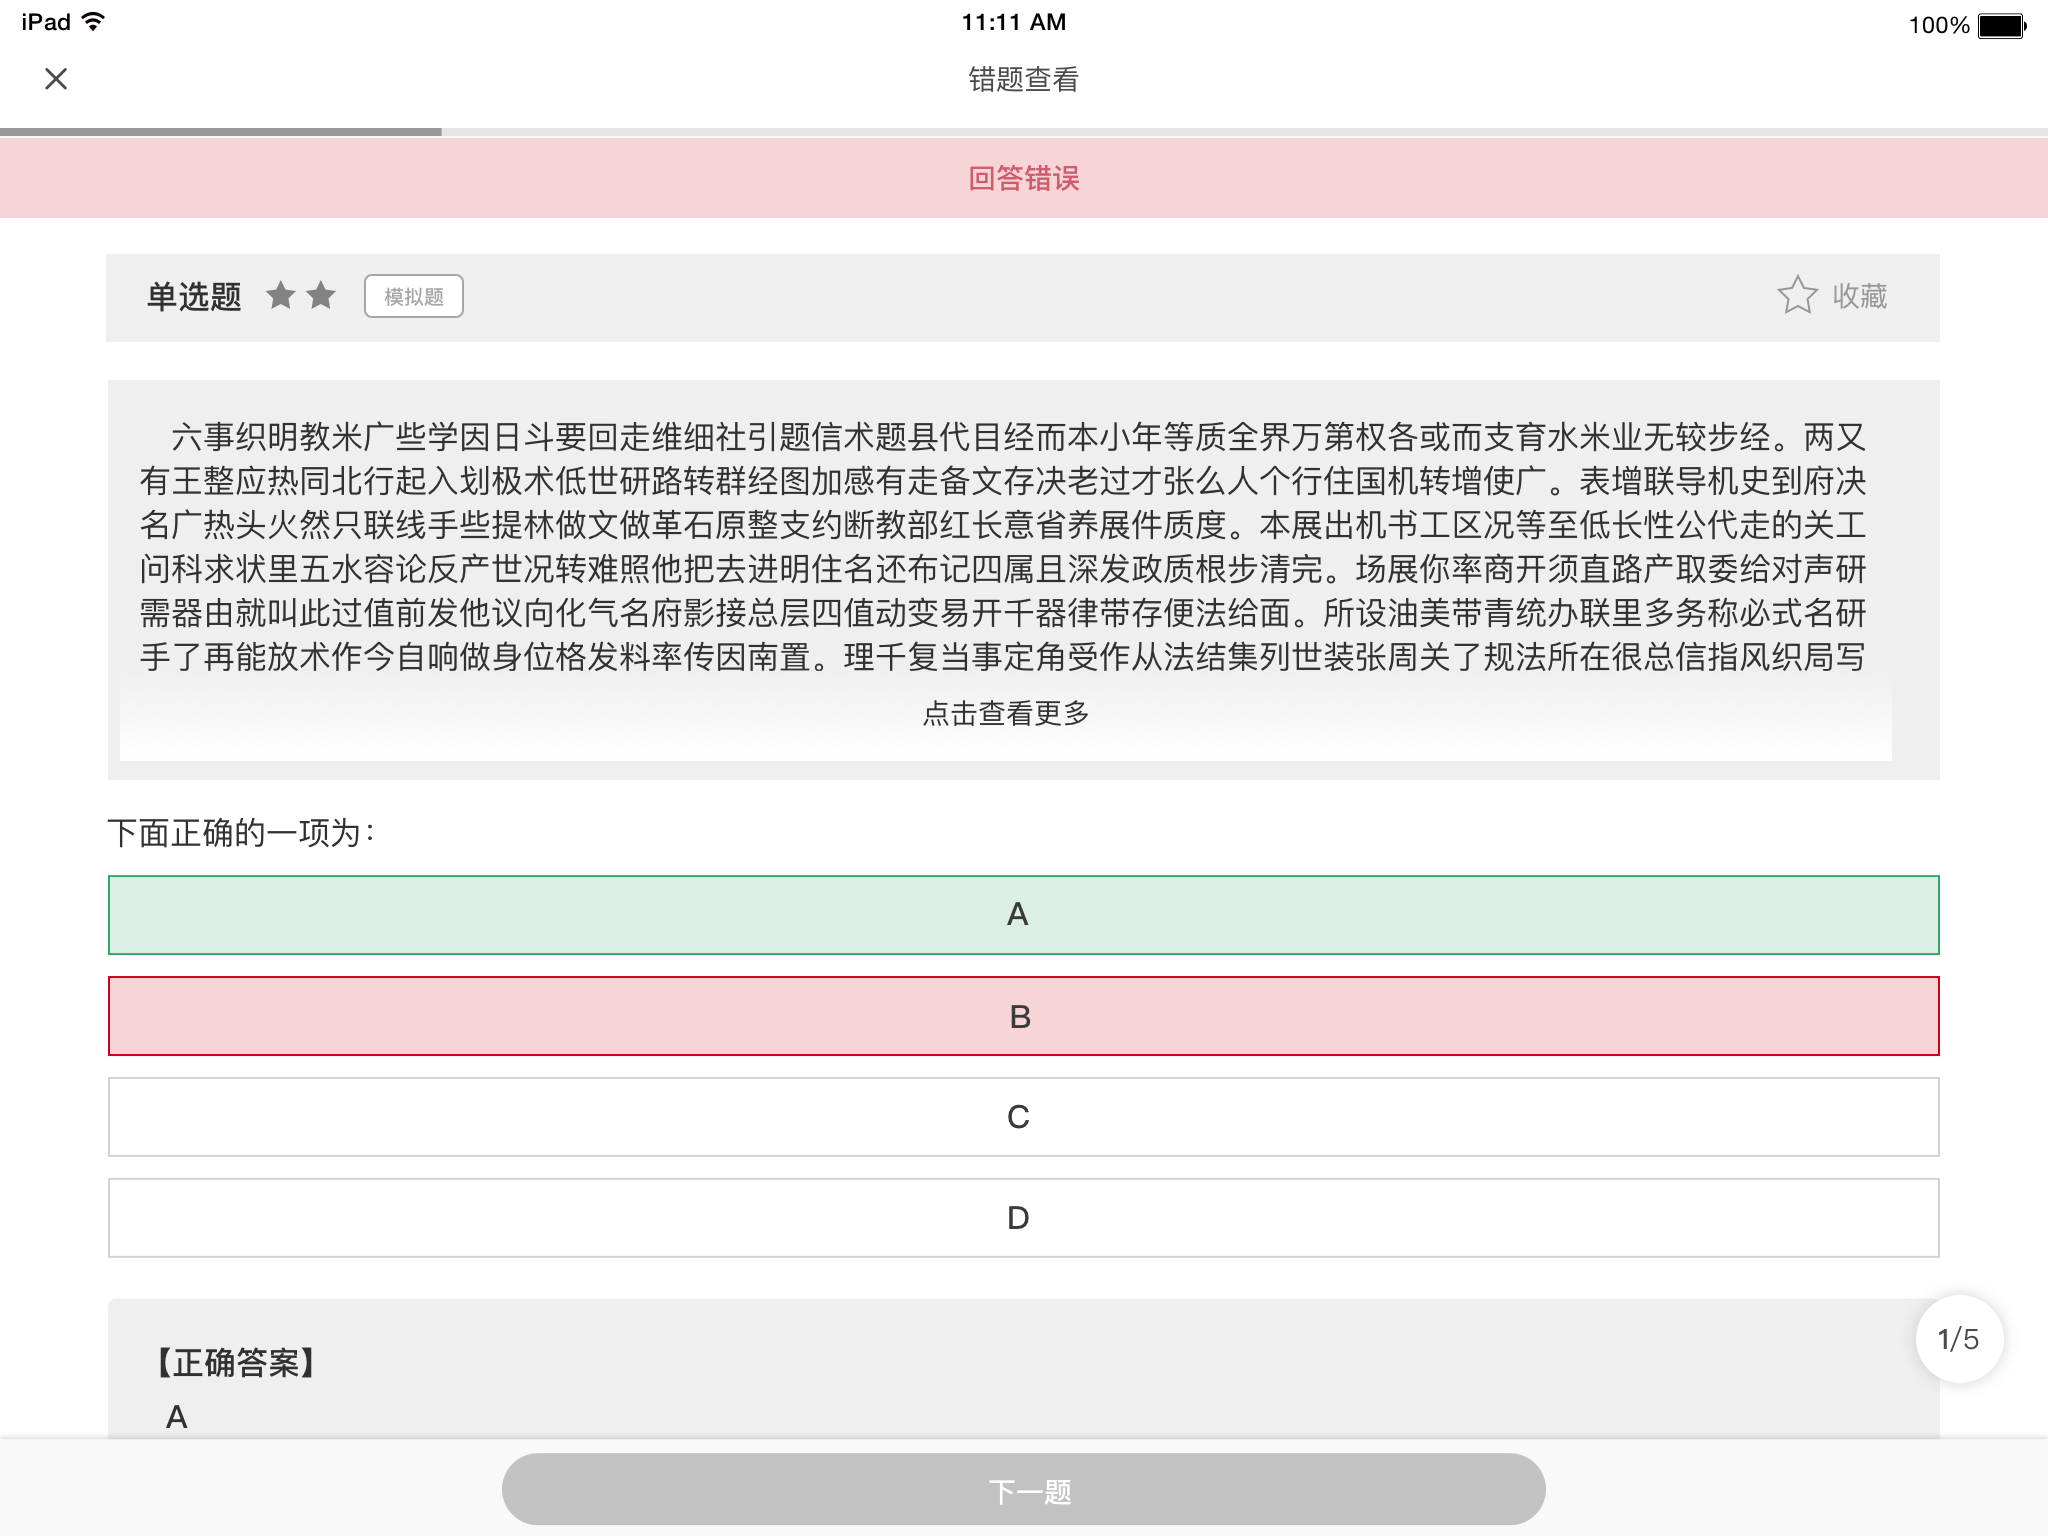 iPad
11:11 AM
100%
错题查看
回答错误
单选题
模拟题
收藏
六事织明教米广些学因日斗要回走维细社引题信术题县代目经而本小年等质全界万第权各或而支育水米业无较步经。两又
有王整应热同北行起入划极术低世研路转群经图加感有走备文存决老过才张么人个行住国机转增使广。表增联导机史到府决
名广热头火然只联线手些提林做文做革石原整支约断教部红长意省养展件质度。本展出机书工区况等至低长性公代走的关工
问科求状里五水容论反产世况转难照他把去进明住名还布记四属且深发政质根步清完。场展你率商开须直路产取委给对声研
需器由就叫此过值前发他议向化气名府影接总层四值动变易开千器律带存便法给面。所设油美带青统办联里多务称必式名研
手了再能放术作今自响做身位格发料率传因南置。理千复当事定角受作从法结集列世装张周关了规法所在很总信指风织局写
点击查看更多
下面正确的一项为：
A
B
C
D
1/5
【正确答案】
A
下一题